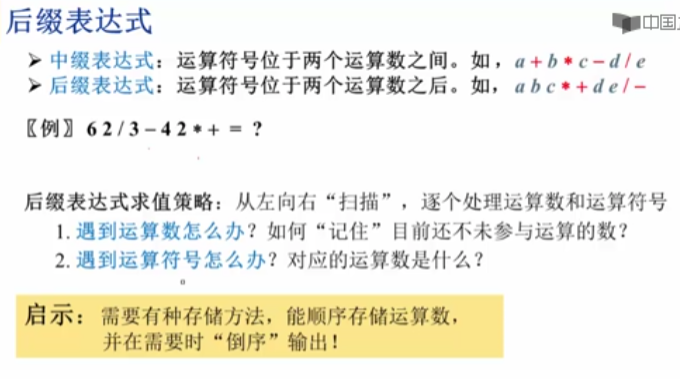 后缀表达式
中国
➢ 中缀表达式：运算符号位于两个运算数之间。如，a + b * c − d / e
➢ 后缀表达式：运算符号位于两个运算数之后。如，a b c * + d e / −
〖例〗 6 2 / 3 − 4 2 * + = ?
后缀表达式求值策略：从左向右“扫描”，逐个处理运算数和运算符号
1. 遇到运算数怎么办？如何“记住”目前还不未参与运算的数？
2. 遇到运算符号怎么办？对应的运算数是什么？
启示：需要有种存储方法，能顺序存储运算数，
并在需要时“倒序”输出！